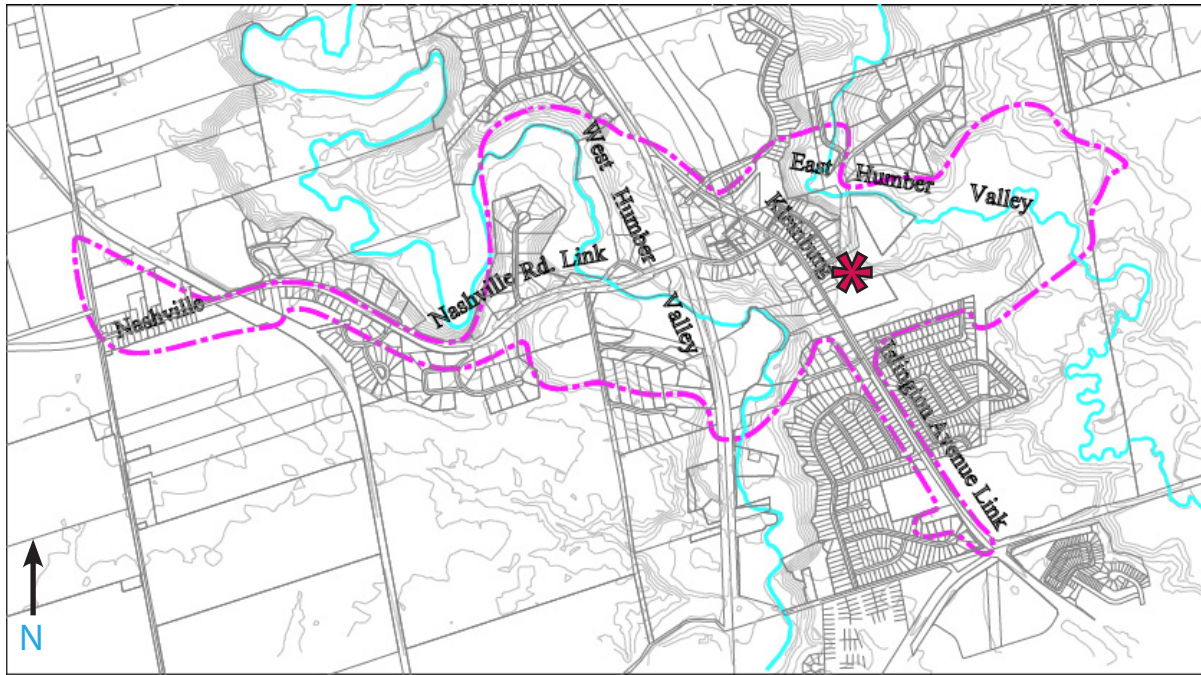 West Humber Valley
East Humber Valley
Kleinburg
Nashville Rd. Link
Nashville
Islington Avenue Link
N